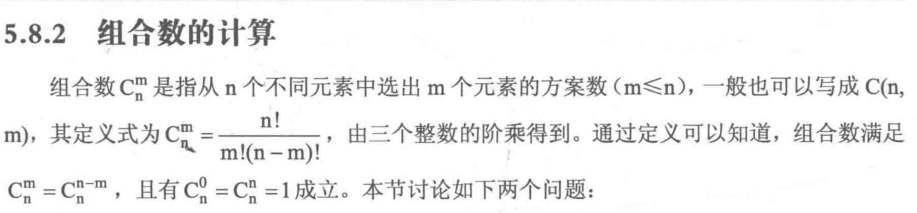 5.8.2 组合数的计算
组合数 C_n^m 是指从 n 个不同元素中选出 m 个元素的方案数(m≤n),一般也可以写成 C(n,
m),其定义式为 C_n^m = n!/(m!(n-m)!),由三个整数的阶乘得到。通过定义可以知道,组合数满足
C_n^m = C_n^{n-m},且有 C_n^0 = C_n^n = 1 成立。本节讨论如下两个问题: